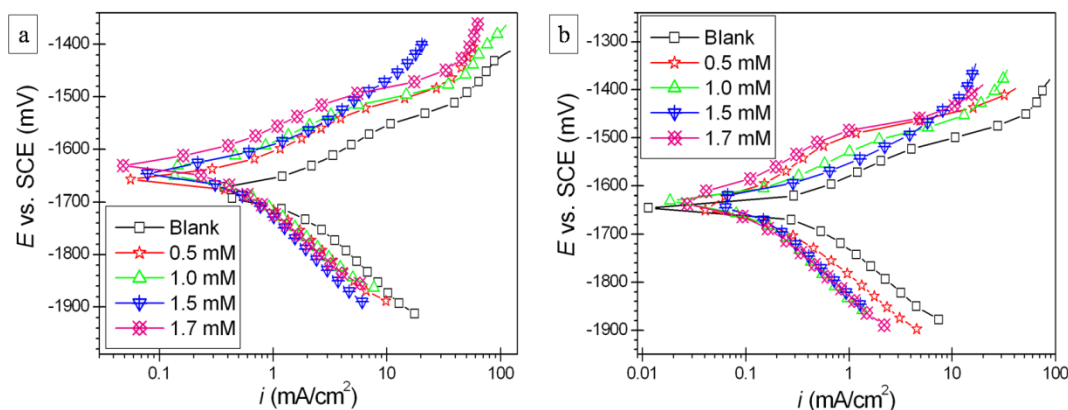 a
-1400
-1500
-1600
-1700
-1800
-1900
E vs. SCE (mV)
Blank
0.5 mM
1.0 mM
1.5 mM
1.7 mM
0.1
1
10
100
i (mA/cm²)
b
-1300
-1400
-1500
-1600
-1700
-1800
-1900
E vs. SCE (mV)
Blank
0.5 mM
1.0 mM
1.5 mM
1.7 mM
0.01
0.1
1
10
100
i (mA/cm²)